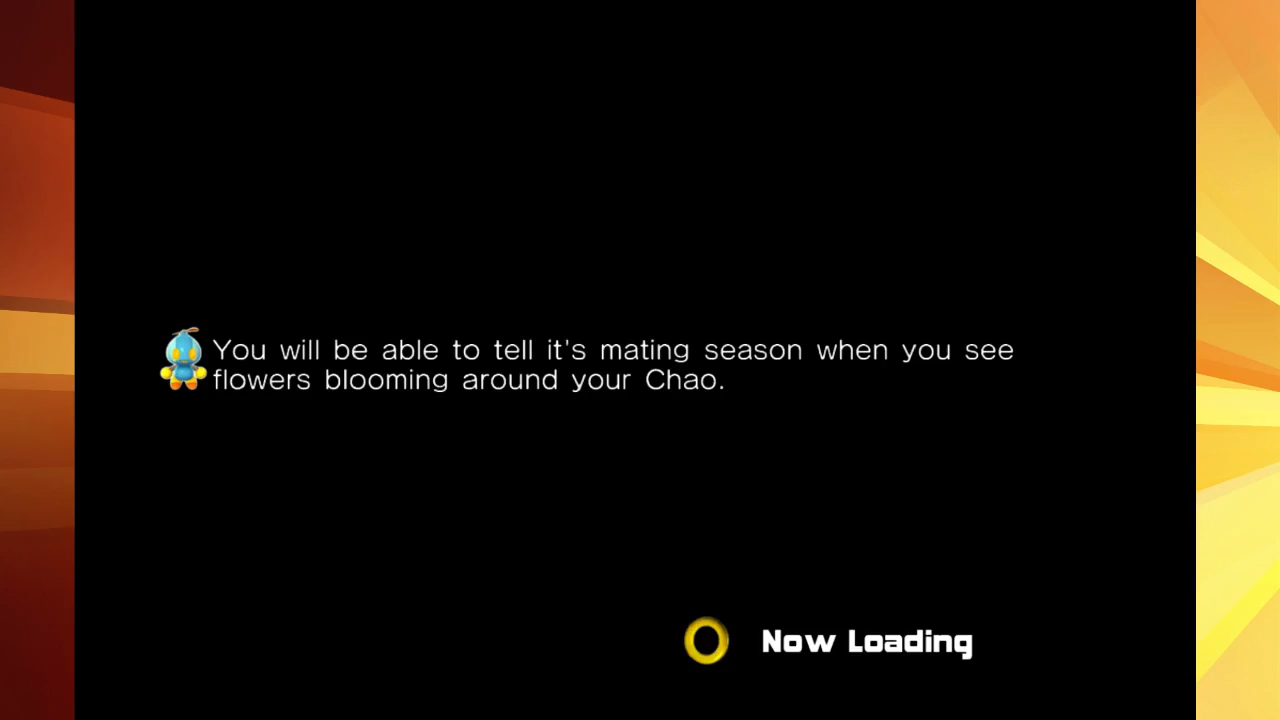 You will be able to tell it's mating season when you see
flowers blooming around your Chao.
Now Loading